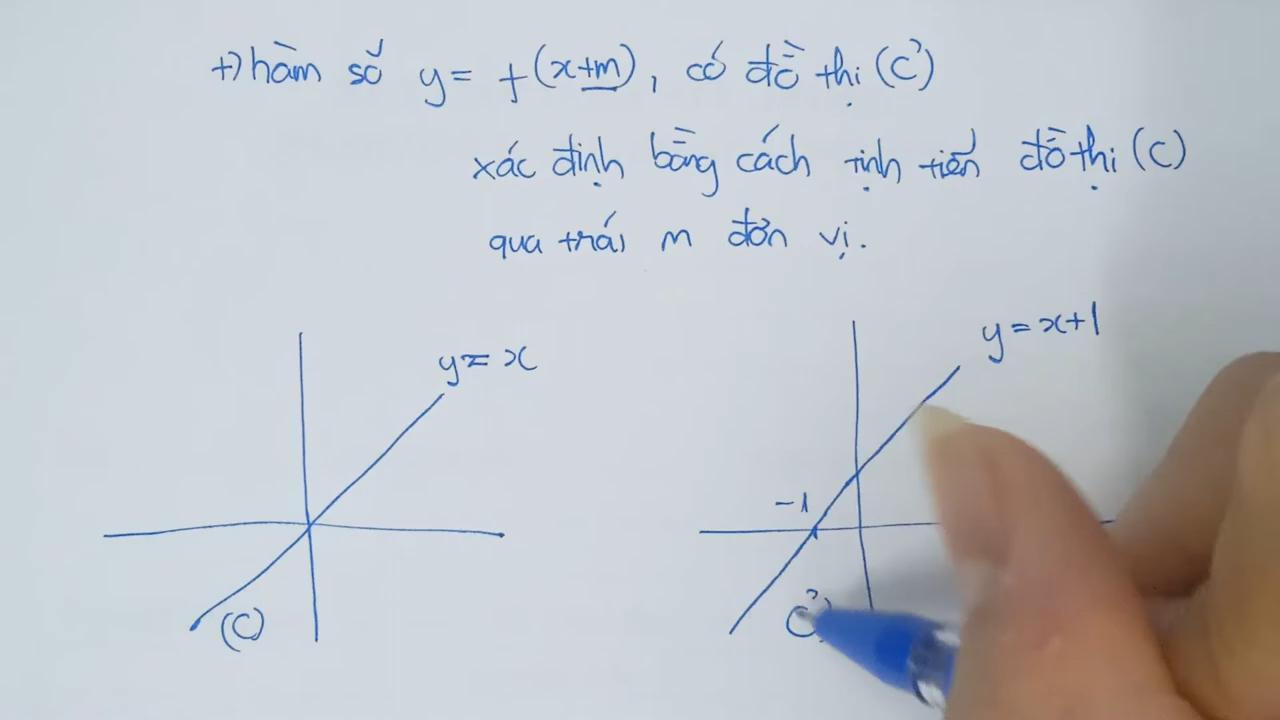 +) hàm số y = f(x+m), có đồ thị (C')
xác định bằng cách tịnh tiến đồ thị (C)
qua trái m đơn vị.
y = x
y = x+1
-1
(C)
C')